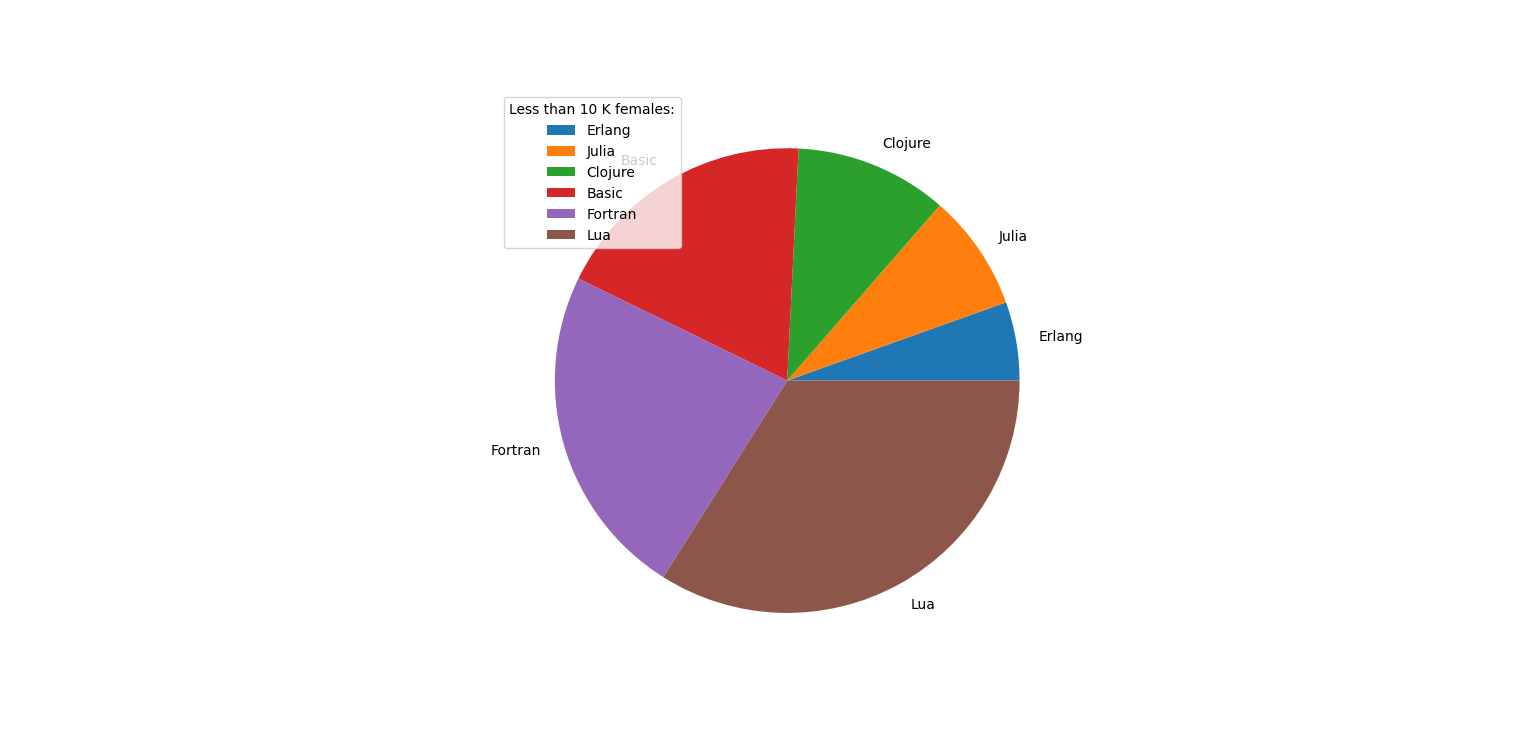 Less than 10 K females:
Erlang
Julia
Clojure
Basic
Fortran
Lua
Basic
Clojure
Julia
Erlang
Fortran
Lua